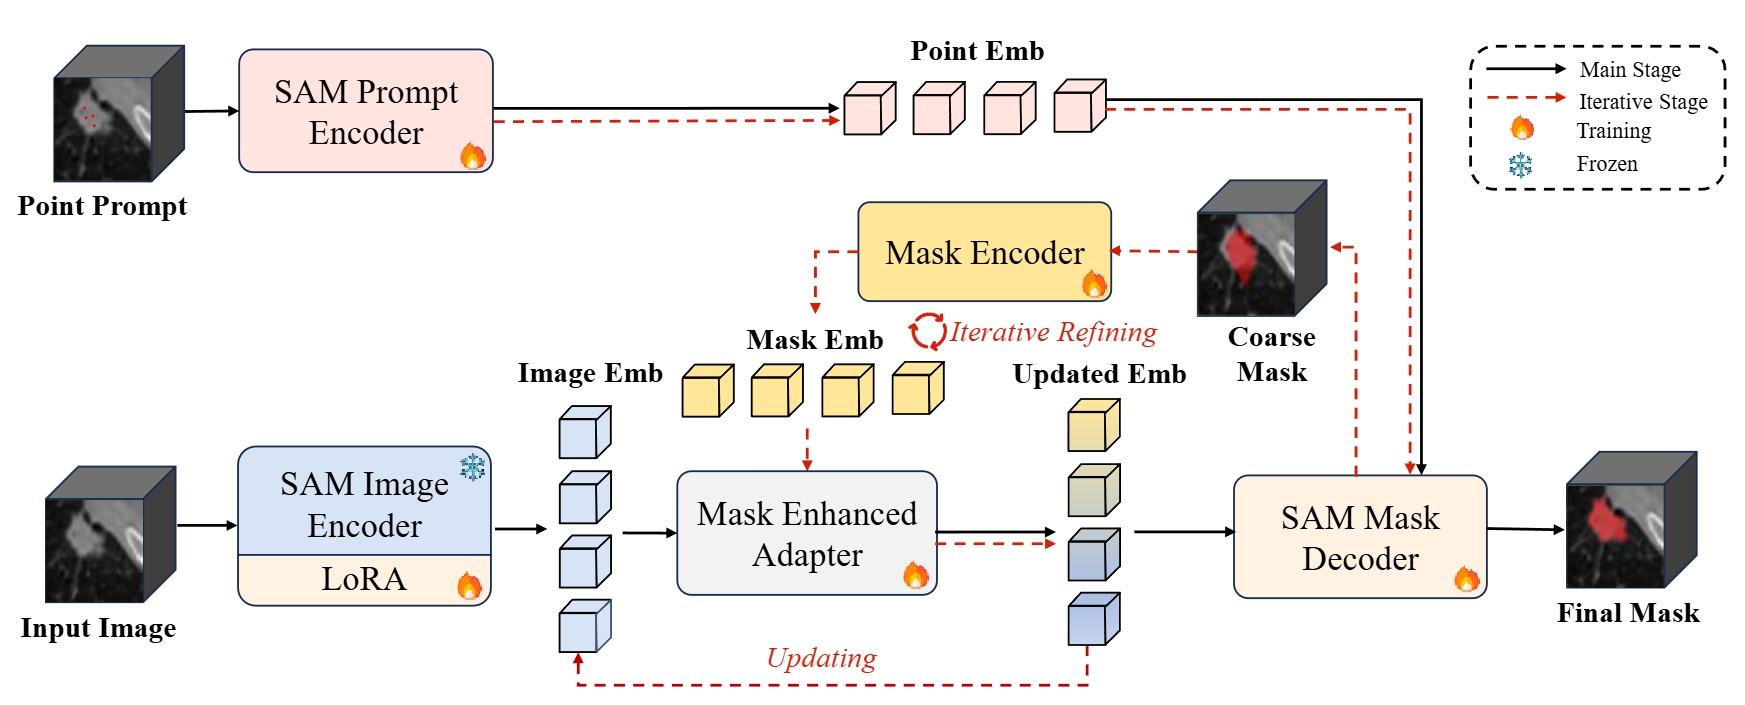 Point Prompt
SAM Prompt
Encoder
Point Emb
Main Stage
Iterative Stage
Training
Frozen
Mask Encoder
Coarse
Mask
Iterative Refining
Mask Emb
Image Emb
Updated Emb
Input Image
SAM Image
Encoder
LoRA
Mask Enhanced
Adapter
SAM Mask
Decoder
Final Mask
Updating